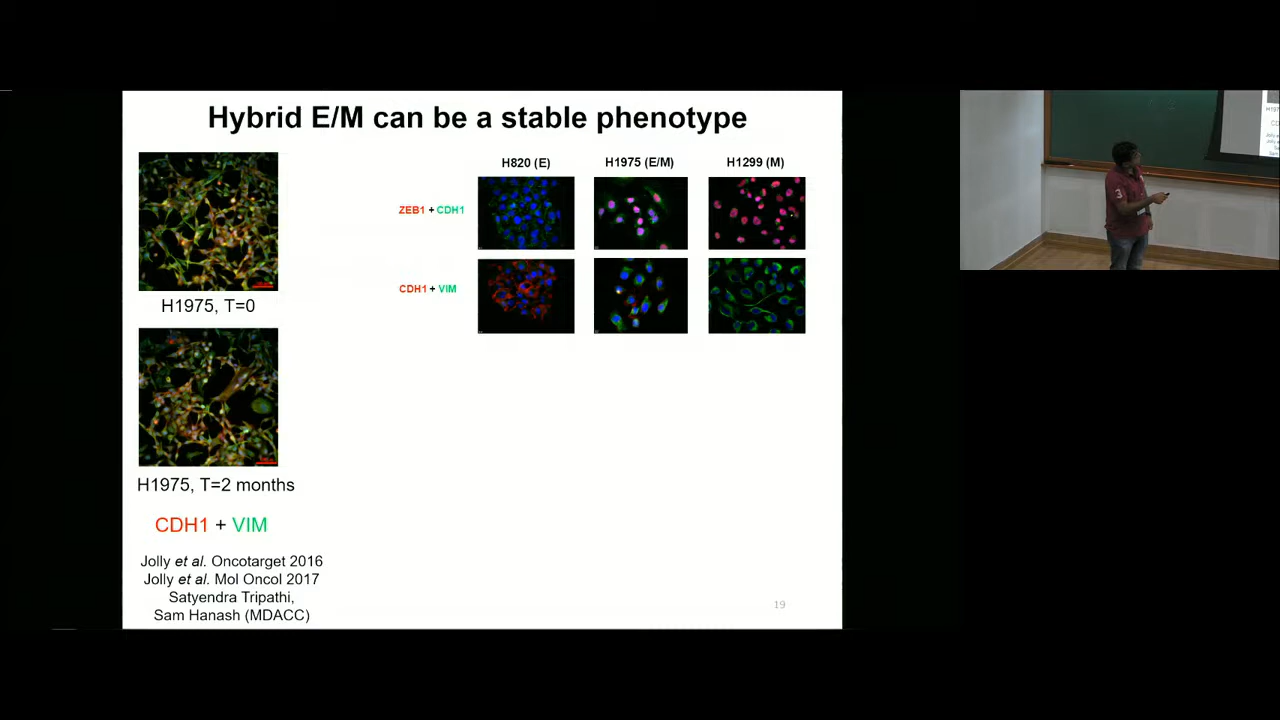 Hybrid E/M can be a stable phenotype
H820 (E)
H1975 (E/M)
H1299 (M)
ZEB1 + CDH1
CDH1 + VIM
H1975, T=0
H1975, T=2 months
CDH1 + VIM
Jolly et al. Oncotarget 2016
Jolly et al. Mol Oncol 2017
Satyendra Tripathi,
Sam Hanash (MDACC)
19